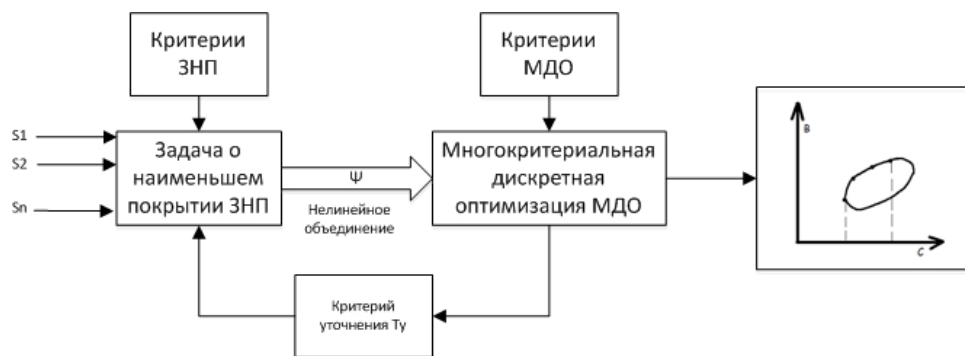 Критерии
ЗНП
Критерии
МДО
S1
S2
Sn
Задача о
наименьшем
покрытии ЗНП
Ψ
Нелинейное
объединение
Многокритериальная
дискретная
оптимизация МДО
B
C
Критерий
уточнения Ту